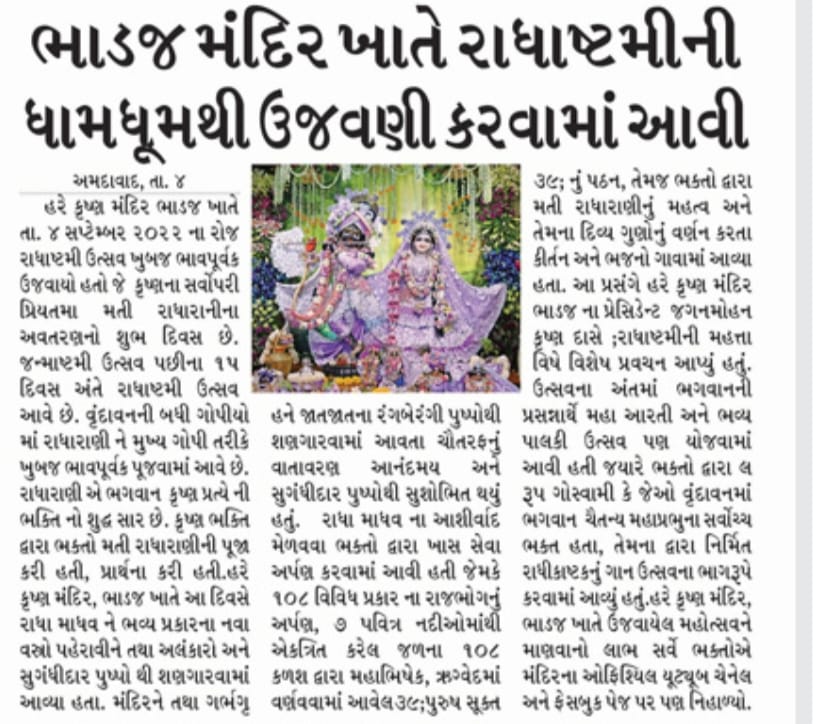 ભાડજ મંદિર ખાતે રાધાષ્ટમીની
ધામધૂમથી ઉજવણી કરવામાં આવી
અમદાવાદ, તા. ૪
હરે કૃષ્ણ મંદિર ભાડજ ખાતે
તા. ૪ સપ્ટેમ્બર ૨૦૨૨ ના રોજ
રાધાષ્ટમી ઉત્સવ ખુબજ ભાવપૂર્વક
ઉજવાયો હતો જે કૃષ્ણના સર્વોપરી
પ્રિયતમા મતી રાધારાનીના
અવતરણનો શુભ દિવસ છે.
જન્માષ્ટમી ઉત્સવ પછીના ૧૫
દિવસ અંતે રાધાષ્ટમી ઉત્સવ
આવે છે. વૃંદાવનની બધી ગોપીયો
માં રાધારાણી ને મુખ્ય ગોપી તરીકે
ખુબજ ભાવપૂર્વક પૂજવામાં આવે છે.
રાધારાણી એ ભગવાન કૃષ્ણ પ્રત્યે ની
ભક્તિ નો શુદ્ધ સાર છે. કૃષ્ણ ભક્તિ
દ્વારા ભક્તો મતી રાધારાણીની પૂજા
કરી હતી, પ્રાર્થના કરી હતી.હરે
કૃષ્ણ મંદિર, ભાડજ ખાતે આ દિવસે
રાધા માધવ ને ભવ્ય પ્રકારના નવા
વસ્ત્રો પહેરાવીને તથા અલંકારો અને
સુગંધીદાર પુષ્પો થી શણગારવામાં
આવ્યા હતા. મંદિરને તથા ગર્ભગૃ
હને જાતજાતના રંગબેરંગી પુષ્પોથી
શણગારવામાં આવતા ચૌતરફનું
વાતાવરણ આનંદમય અને
સુગંધીદાર પુષ્પોથી સુશોભિત થયું
હતું. રાધા માધવ ના આશીર્વાદ
મેળવવા ભક્તો દ્વારા ખાસ સેવા
અર્પણ કરવામાં આવી હતી જેમકે
૧૦૮ વિવિધ પ્રકાર ના રાજભોગનું
અર્પણ, ૭ પવિત્ર નદીઓમાંથી
એકત્રિત કરેલ જળના ૧૦૮
કળશ દ્વારા મહાભિષેક, ઋગ્વેદમાં
વર્ણવવામાં આવેલ૩૯;પુરુષ સૂક્ત
૩૯; નું પઠન, તેમજ ભક્તો દ્વારા
મતી રાધારાણીનું મહત્વ અને
તેમના દિવ્ય ગુણોનું વર્ણન કરતા
કીર્તન અને ભજનો ગાવામાં આવ્યા
હતા. આ પ્રસંગે હરે કૃષ્ણ મંદિર
ભાડજ ના પ્રેસિડેન્ટ જગનમોહન
કૃષ્ણ દાસે ;રાધાષ્ટમીની મહત્તા
વિષે વિશેષ પ્રવચન આપ્યું હતું.
ઉત્સવના અંતમાં ભગવાનની
પ્રસન્નાર્થે મહા આરતી અને ભવ્ય
પાલકી ઉત્સવ પણ યોજવામાં
આવી હતી જયારે ભક્તો દ્વારા લ
રૂપ ગોસ્વામી કે જેઓ વૃંદાવનમાં
ભગવાન ચૈતન્ય મહાપ્રભુના સર્વોચ્ચ
ભક્ત હતા, તેમના દ્વારા નિર્મિત
રાધીકાષ્ટકનું ગાન ઉત્સવના ભાગરૂપે
કરવામાં આવ્યું હતું.હરે કૃષ્ણ મંદિર,
ભાડજ ખાતે ઉજવાયેલ મહોત્સવને
માણવાનો લાભ સર્વે ભક્તોએ
મંદિરના ઓફિશ્યિલ યૂટ્યૂબ ચેનેલ
અને ફેસબુક પેજ પર પણ નિહાળ્યો.